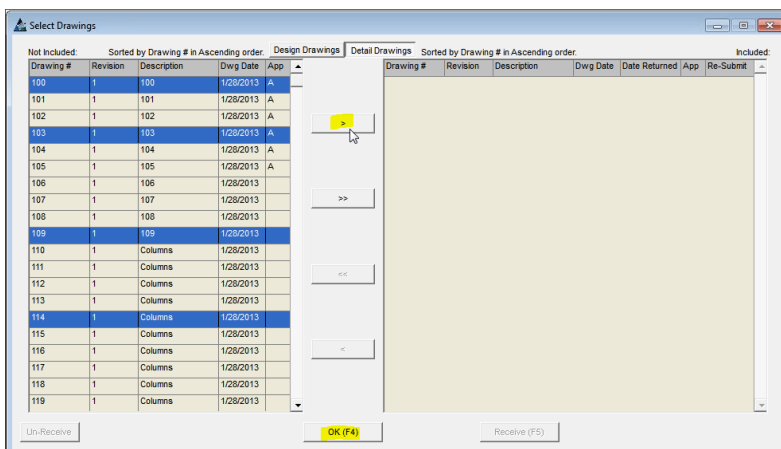 Select Drawings
Not Included: Sorted by Drawing # in Ascending order. Design Drawings Detail Drawings Sorted by Drawing # in Ascending order. Included:
Drawing # Revision Description Dwg Date App Drawing # Revision Description Dwg Date Date Returned App Re-Submit
100 1 100 1/28/2013 A
101 1 101 1/28/2013 A
102 1 102 1/28/2013 A
103 1 103 1/28/2013 A
>
104 1 104 1/28/2013 A
105 1 105 1/28/2013 A
106 1 106 1/28/2013
107 1 107 1/28/2013
>>
108 1 108 1/28/2013
109 1 109 1/28/2013
110 1 Columns 1/28/2013
111 1 Columns 1/28/2013
<<
112 1 Columns 1/28/2013
113 1 Columns 1/28/2013
114 1 Columns 1/28/2013
115 1 Columns 1/28/2013
116 1 Columns 1/28/2013
<
117 1 Columns 1/28/2013
118 1 Columns 1/28/2013
119 1 Columns 1/28/2013
Un-Receive OK (F4) Receive (F5)